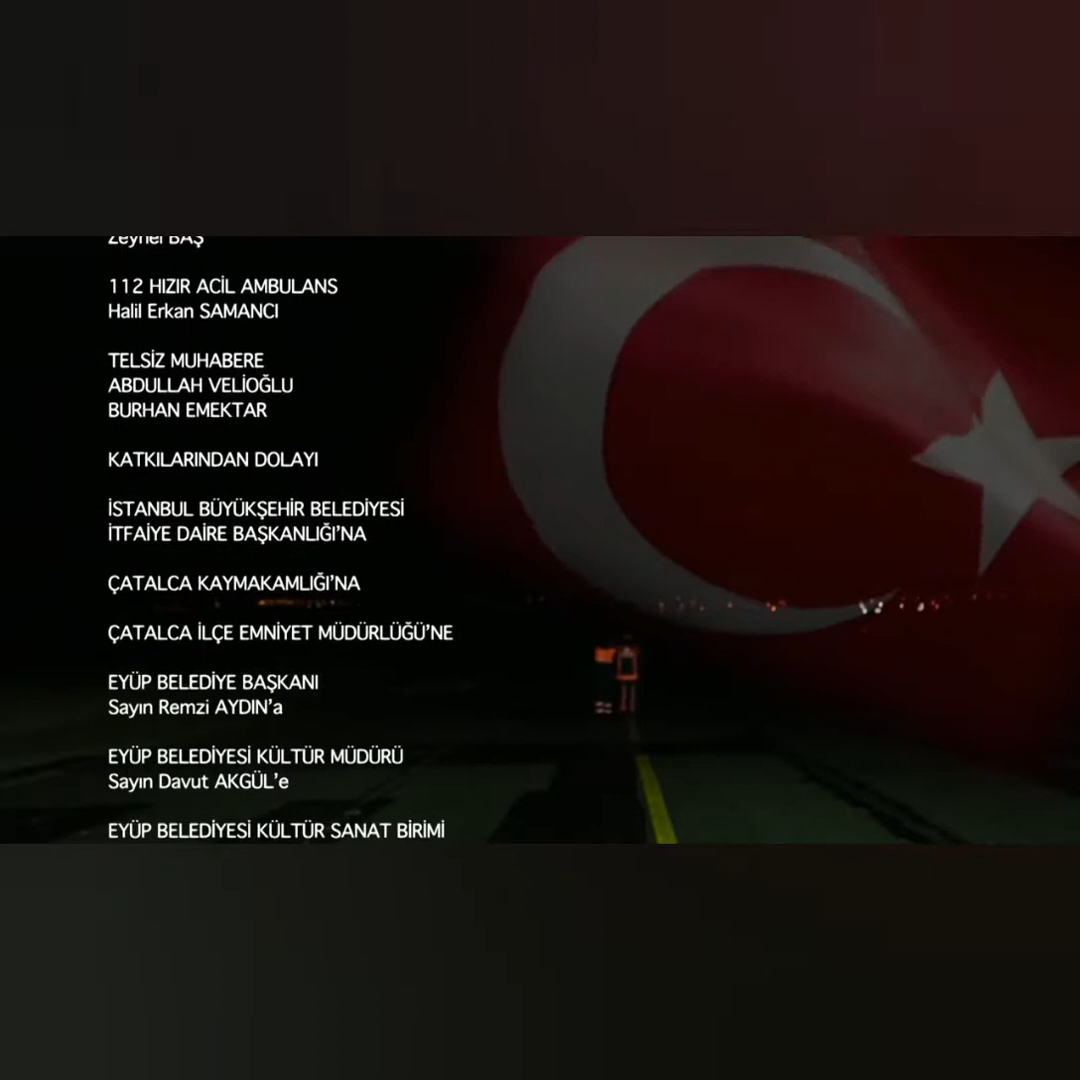 Zeynel BAŞ
112 HIZIR ACİL AMBULANS
Halil Erkan SAMANCI
TELSİZ MUHABERE
ABDULLAH VELİOĞLU
BURHAN EMEKTAR
KATKILARINDAN DOLAYI
İSTANBUL BÜYÜKŞEHİR BELEDİYESİ
İTFAİYE DAİRE BAŞKANLIĞI’NA
ÇATALCA KAYMAKAMLIĞI’NA
ÇATALCA İLÇE EMNİYET MÜDÜRLÜĞÜ’NE
EYÜP BELEDİYE BAŞKANI
Sayın Remzi AYDIN’a
EYÜP BELEDİYESİ KÜLTÜR MÜDÜRÜ
Sayın Davut AKGÜL’e
EYÜP BELEDİYESİ KÜLTÜR SANAT BİRİMİ